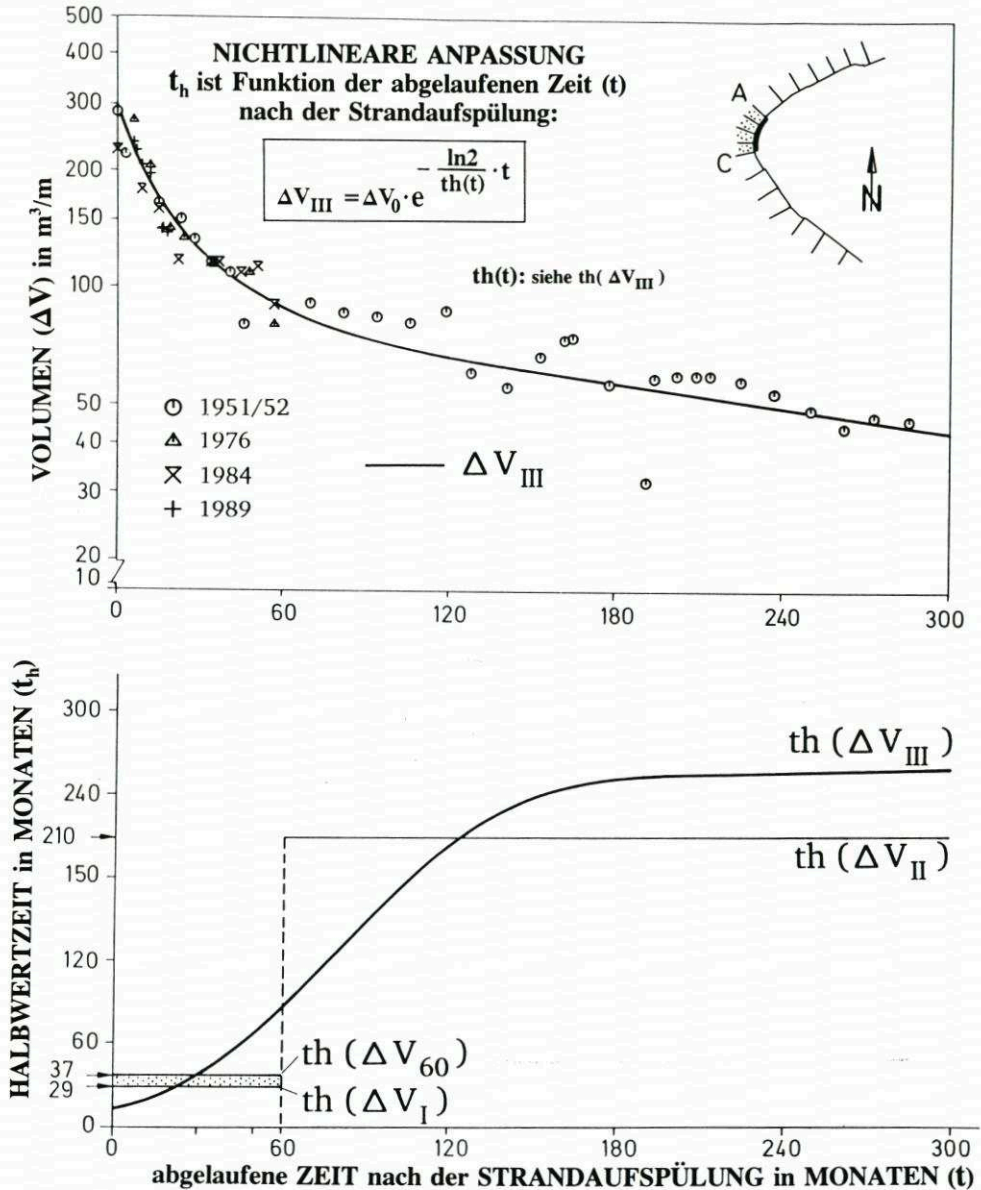 500
400
300
200
150
100
50
40
30
20
10
VOLUMEN (ΔV) in m³/m
NICHTLINEARE ANPASSUNG
t_h ist Funktion der abgelaufenen Zeit (t)
nach der Strandaufspülung:
ΔV_III = ΔV_0 · e^(- ln2/th(t) · t)
th(t): siehe th( ΔV_III )
A
C
N
1951/52
1976
1984
1989
ΔV_III
0 60 120 180 240 300
HALBWERTZEIT in MONATEN (t_h)
300
240
210
150
120
60
37
29
0
th (ΔV_III)
th (ΔV_II)
th (ΔV_60)
th (ΔV_I)
0 60 120 180 240 300
abgelaufene ZEIT nach der STRANDAUFSPÜLUNG in MONATEN (t)